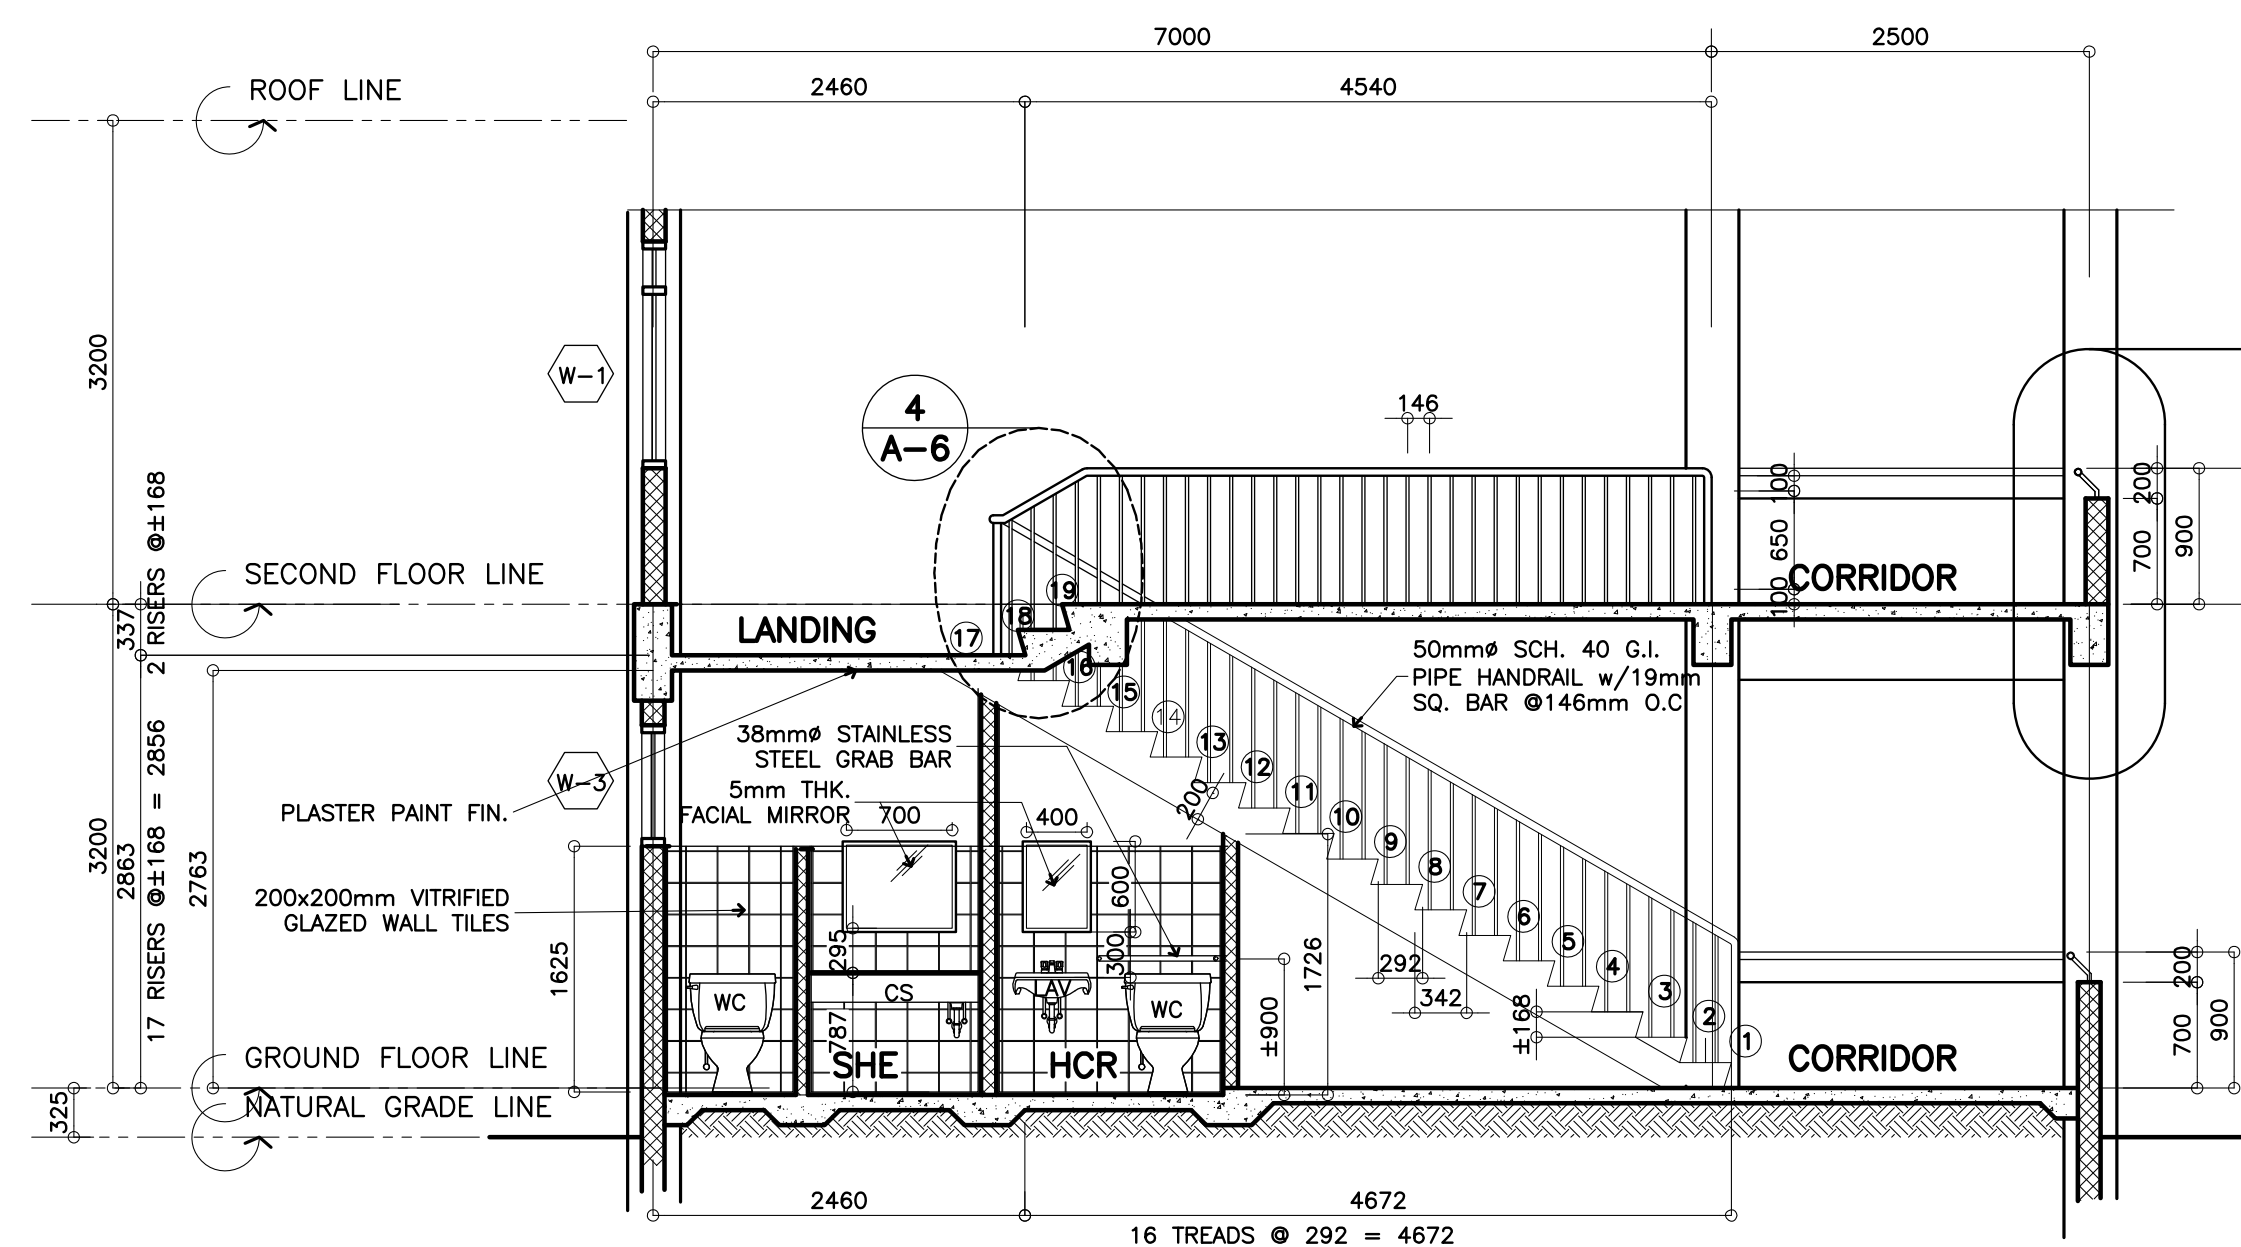 7000
2500
2460
4540
ROOF LINE
3200
W-1
4
A-6
146
100
650
100
200
700
900
2 RISERS @±168
SECOND FLOOR LINE
337
LANDING
CORRIDOR
19
18
17
16
15
14
13
12
11
10
9
8
7
6
5
4
3
2
1
50mmø SCH. 40 G.I.
PIPE HANDRAIL w/19mm
SQ. BAR @146mm O.C
38mmø STAINLESS
STEEL GRAB BAR
5mm THK.
FACIAL MIRROR
W-3
PLASTER PAINT FIN.
700
400
200
17 RISERS @±168 = 2856
3200
2863
2763
200x200mm VITRIFIED
GLAZED WALL TILES
1625
295
787
600
300
WC
CS
LAV
WC
SHE
HCR
±900
1726
292
342
±168
CORRIDOR
200
700
900
GROUND FLOOR LINE
NATURAL GRADE LINE
325
2460
4672
16 TREADS @ 292 = 4672